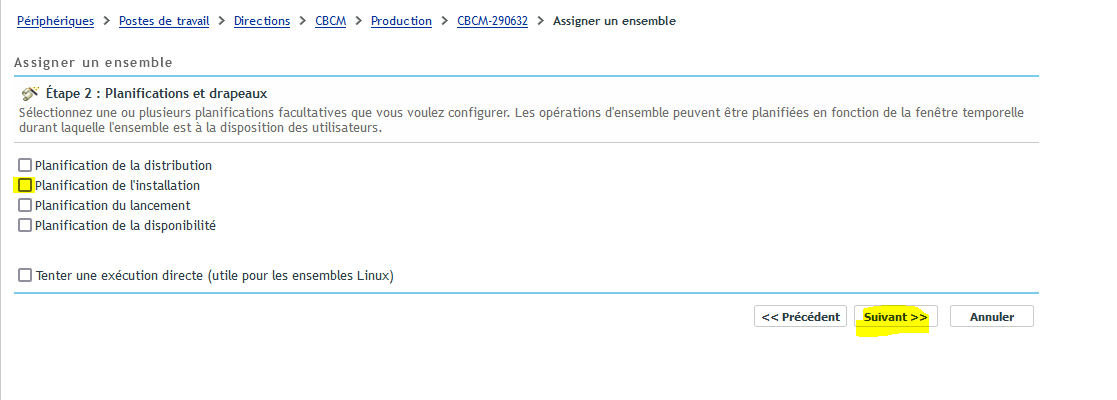 Périphériques > Postes de travail > Directions > CBCM > Production > CBCM-290632 > Assigner un ensemble
Assigner un ensemble
Étape 2 : Planifications et drapeaux
Sélectionnez une ou plusieurs planifications facultatives que vous voulez configurer. Les opérations d'ensemble peuvent être planifiées en fonction de la fenêtre temporelle
durant laquelle l'ensemble est à la disposition des utilisateurs.
Planification de la distribution
Planification de l'installation
Planification du lancement
Planification de la disponibilité
Tenter une exécution directe (utile pour les ensembles Linux)
<< Précédent Suivant >> Annuler